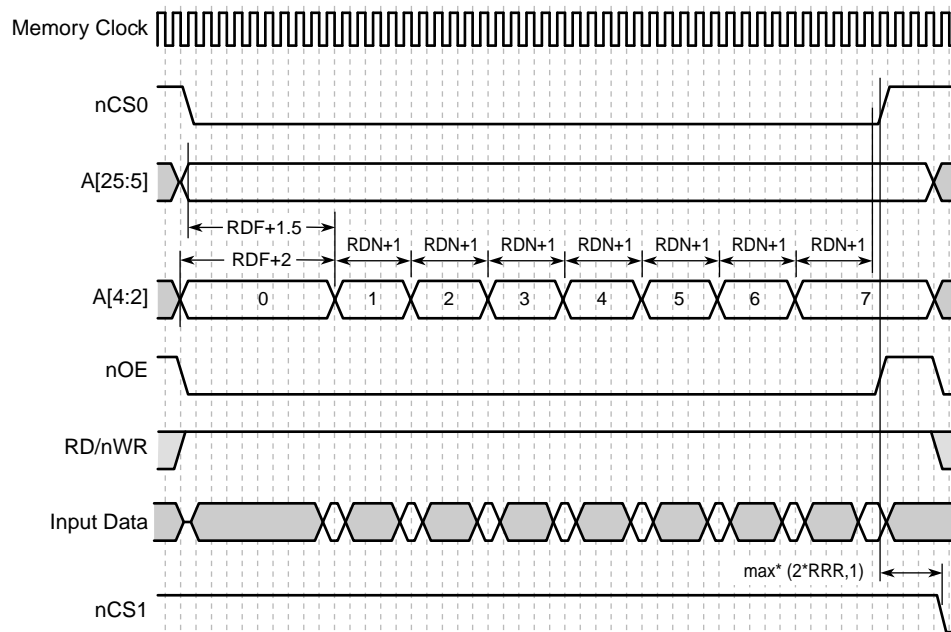 Memory Clock
nCS0
A[25:5]
RDF+1.5
RDF+2
RDN+1 RDN+1 RDN+1 RDN+1 RDN+1 RDN+1 RDN+1
A[4:2]
0 1 2 3 4 5 6 7
nOE
RD/nWR
Input Data
max* (2*RRR,1)
nCS1